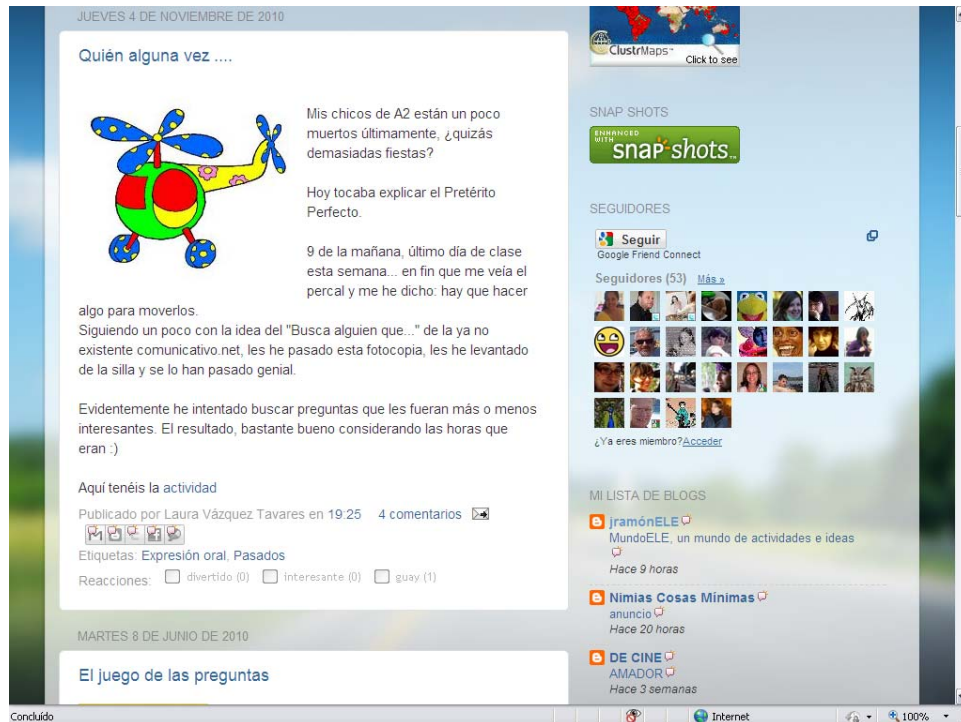 JUEVES 4 DE NOVIEMBRE DE 2010
Quién alguna vez ....
Mis chicos de A2 están un poco
muertos últimamente, ¿quizás
demasiadas fiestas?
Hoy tocaba explicar el Pretérito
Perfecto.
9 de la mañana, último día de clase
esta semana... en fin que me veía el
percal y me he dicho: hay que hacer
algo para moverlos.
Siguiendo un poco con la idea del "Busca alguien que..." de la ya no
existente comunicativo.net, les he pasado esta fotocopia, les he levantado
de la silla y se lo han pasado genial.
Evidentemente he intentado buscar preguntas que les fueran más o menos
interesantes. El resultado, bastante bueno considerando las horas que
eran :)
Aquí tenéis la actividad
Publicado por Laura Vázquez Tavares en 19:25 4 comentarios
Etiquetas: Expresión oral, Pasados
Reacciones: divertido (0) interesante (0) guay (1)
MARTES 8 DE JUNIO DE 2010
El juego de las preguntas
ClustrMaps™
Click to see
SNAP SHOTS
ENHANCED
WITH snap shots™
SEGUIDORES
Seguir
Google Friend Connect
Seguidores (53) Más »
¿Ya eres miembro?Acceder
MI LISTA DE BLOGS
jramónELE
MundoELE, un mundo de actividades e ideas
Hace 9 horas
Nimias Cosas Mínimas
anuncio
Hace 20 horas
DE CINE
AMADOR
Hace 3 semanas
Concluído Internet 100%